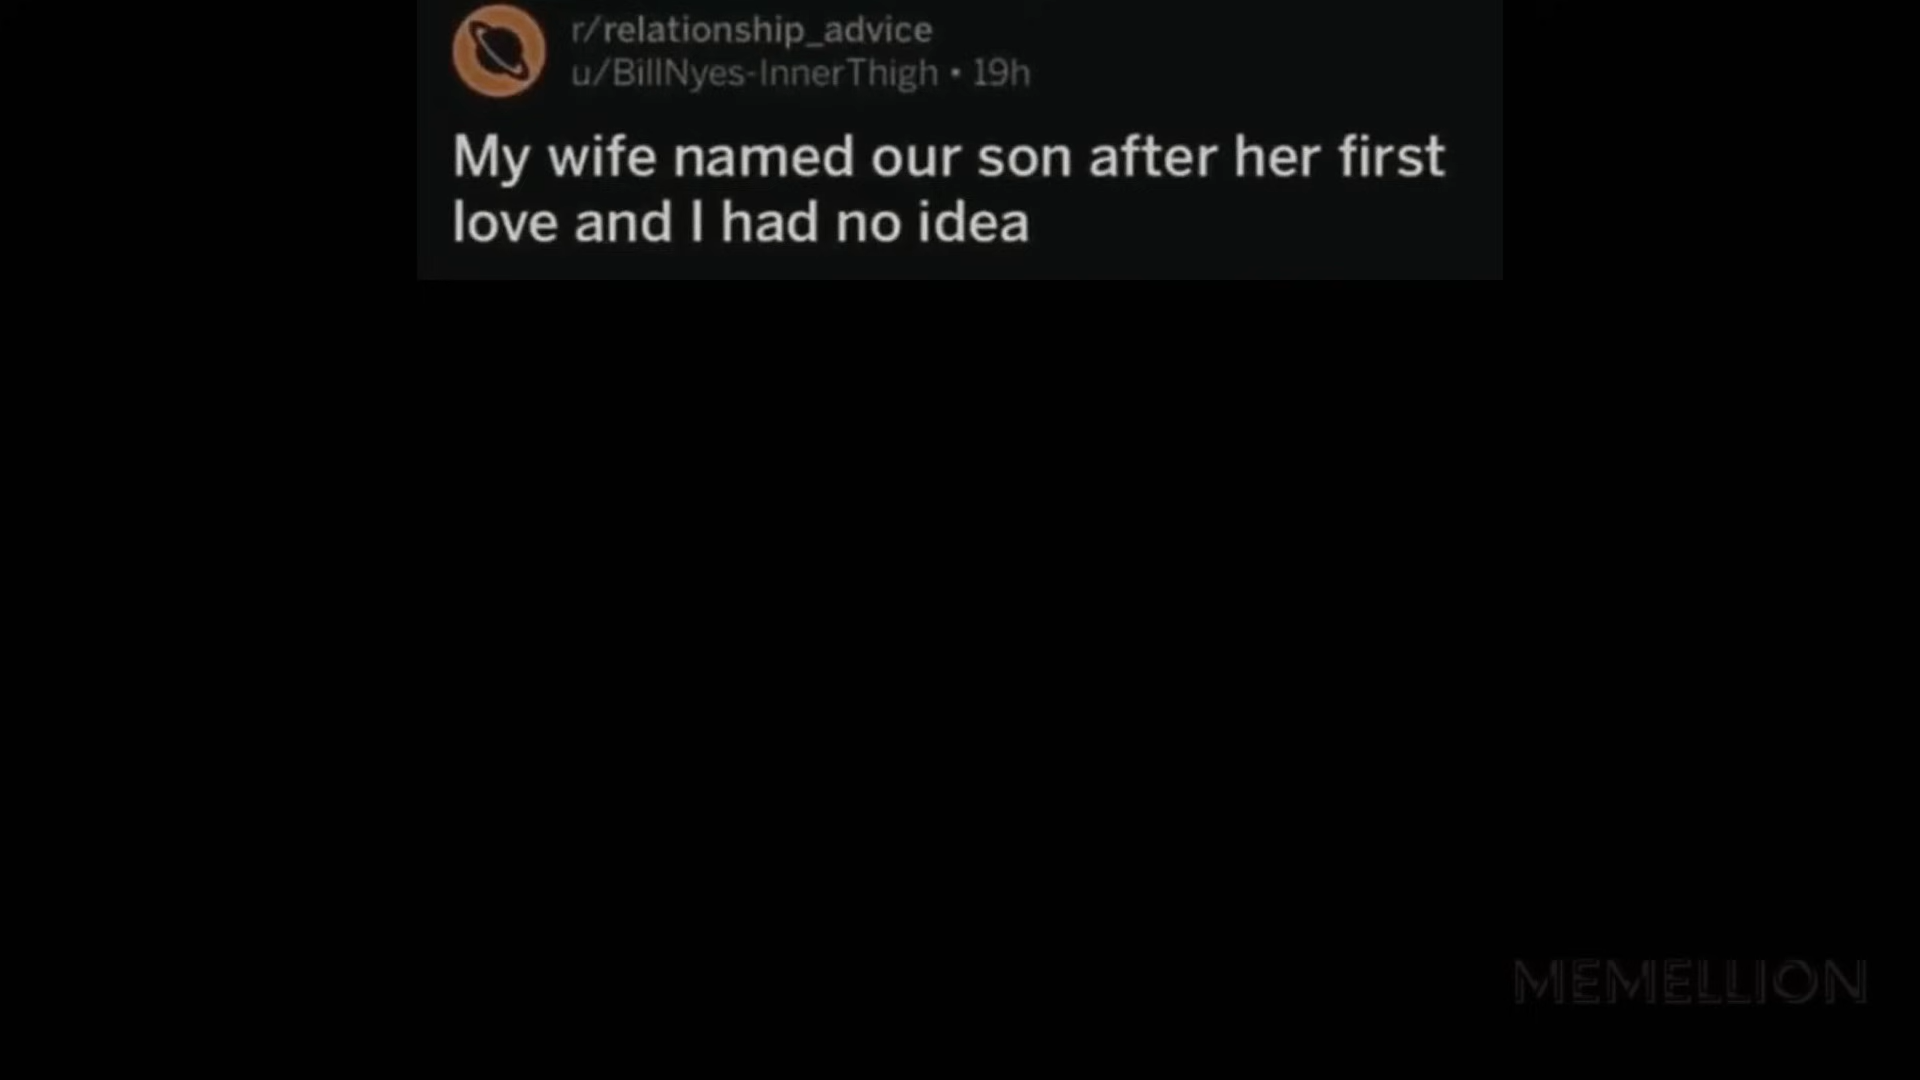 r/relationship_advice
u/BillNyes-InnerThigh • 19h
My wife named our son after her first
love and I had no idea
MEMELLION